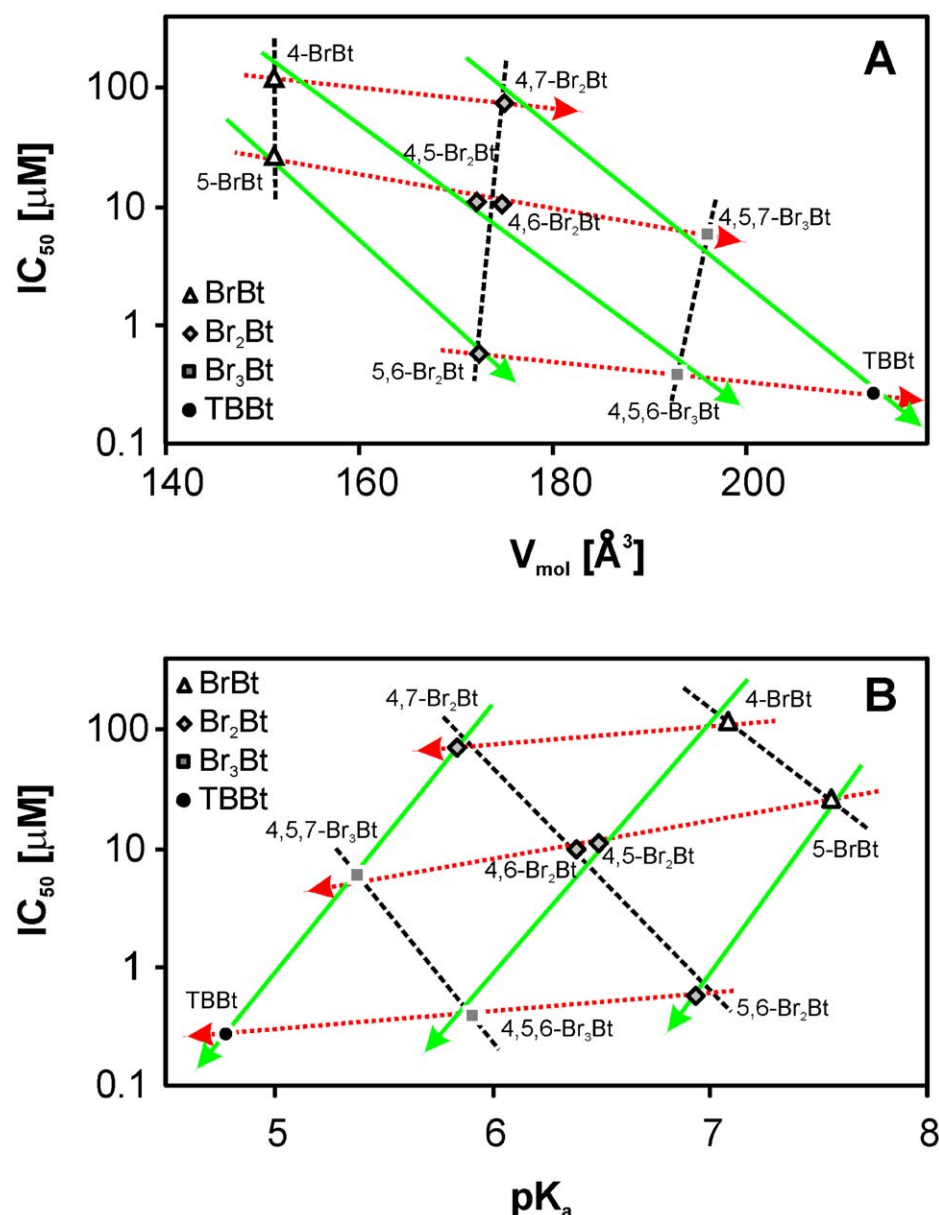 A
4-BrBt
4,7-Br₂Bt
100
4,5-Br₂Bt
5-BrBt
10
4,6-Br₂Bt
4,5,7-Br₃Bt
IC₅₀ [µM]
BrBt
Br₂Bt
1
Br₃Bt
TBBt
TBBt
5,6-Br₂Bt
4,5,6-Br₃Bt
0.1
140 160 180 200
Vmol [Å³]
B
BrBt
Br₂Bt
Br₃Bt
TBBt
4,7-Br₂Bt
4-BrBt
100
4,5,7-Br₃Bt
4,6-Br₂Bt
4,5-Br₂Bt
5-BrBt
10
IC₅₀ [µM]
1
TBBt
4,5,6-Br₃Bt
5,6-Br₂Bt
0.1
5 6 7 8
pKₐ